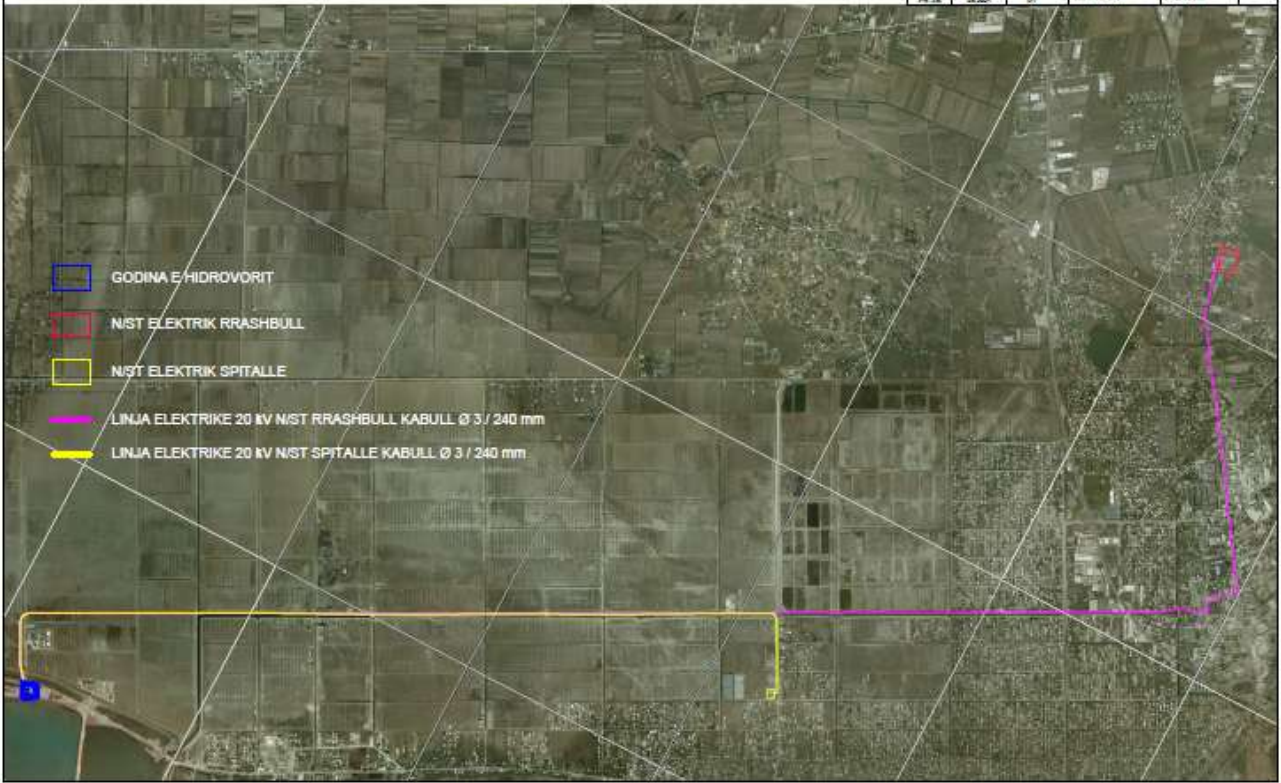 GODINA E HIDROVORIT
N/ST ELEKTRIK RRASHBULL
N/ST ELEKTRIK SPITALLE
LINJA ELEKTRIKE 20 kV N/ST RRASHBULL KABULL Ø 3 / 240 mm
LINJA ELEKTRIKE 20 kV N/ST SPITALLE KABULL Ø 3 / 240 mm